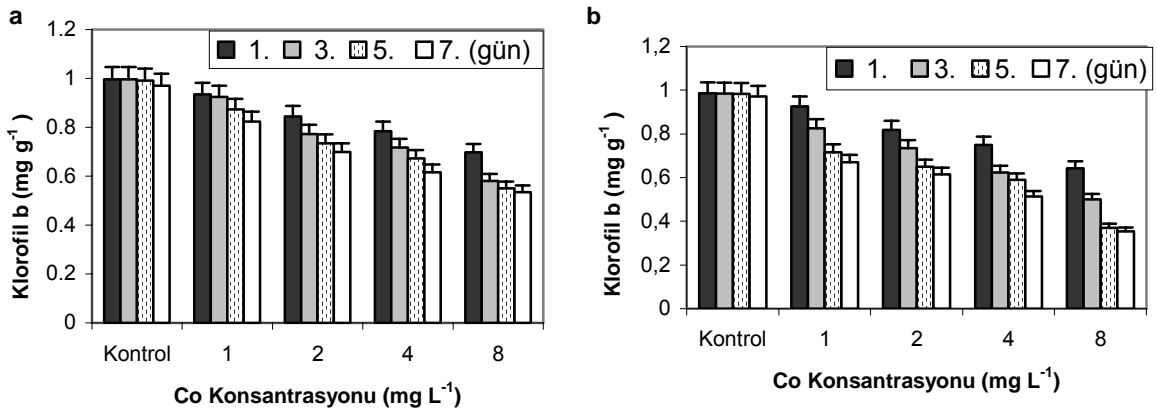 a
1.2
1
0.8
0.6
0.4
0.2
0
Klorofil b (mg g-1 )
1. 3. 5. 7. (gün)
Kontrol 1 2 4 8
Co Konsantrasyonu (mg L-1)
b
1,2
1
0,8
0,6
0,4
0,2
0
Klorofil b (mg g-1)
1. 3. 5. 7. (gün)
Kontrol 1 2 4 8
Co Konsantrasyonu (mg L-1)